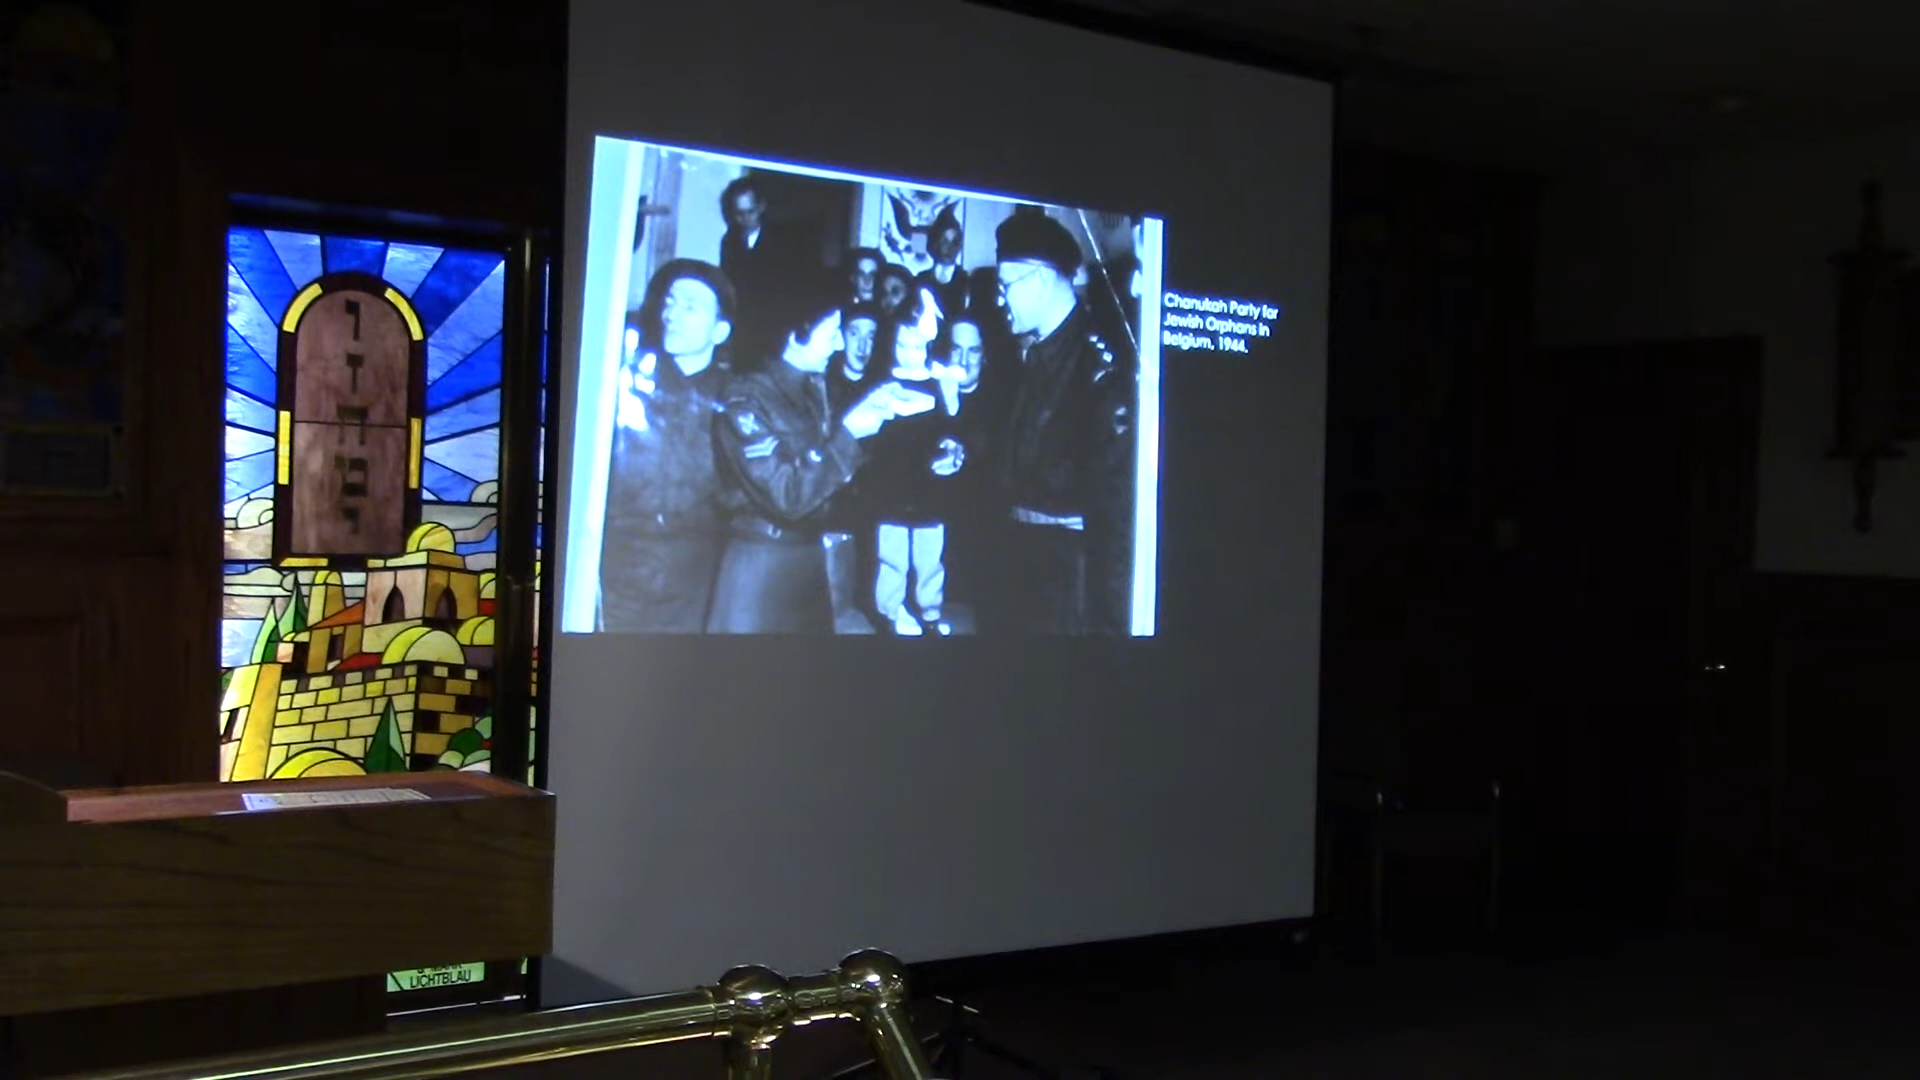 Chanukah Party for
Jewish Orphans in
Belgium, 1944.
LICHTBLAU